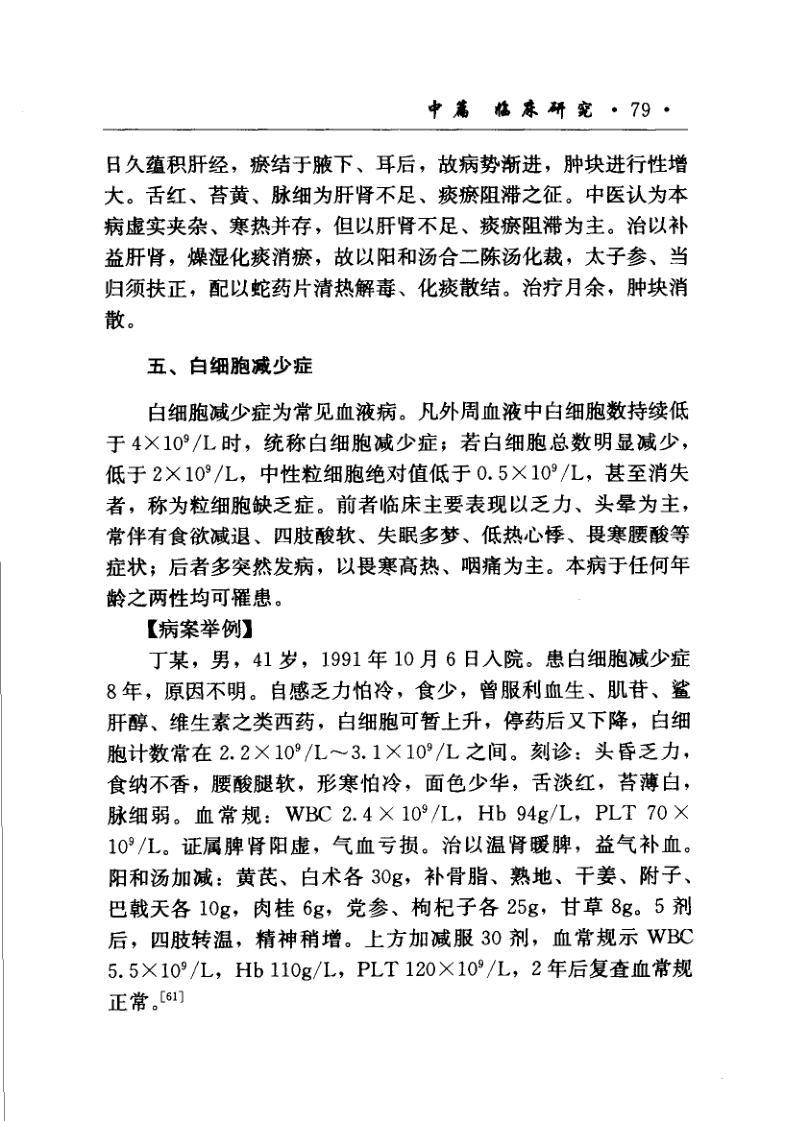 中篇 临床研究 · 79 ·
日久蕴积肝经，瘀结于腋下、耳后，故病势渐进，肿块进行性增
大。舌红、苔黄、脉细为肝肾不足、痰瘀阻滞之征。中医认为本
病虚实夹杂、寒热并存，但以肝肾不足、痰瘀阻滞为主。治以补
益肝肾，燥湿化痰消瘀，故以阳和汤合二陈汤化裁，太子参、当
归须扶正，配以蛇药片清热解毒、化痰散结。治疗月余，肿块消
散。
五、白细胞减少症
白细胞减少症为常见血液病。凡外周血液中白细胞数持续低
于 4×10⁹/L 时，统称白细胞减少症；若白细胞总数明显减少，
低于 2×10⁹/L，中性粒细胞绝对值低于 0.5×10⁹/L，甚至消失
者，称为粒细胞缺乏症。前者临床主要表现以乏力、头晕为主，
常伴有食欲减退、四肢酸软、失眠多梦、低热心悸、畏寒腰酸等
症状；后者多突然发病，以畏寒高热、咽痛为主。本病于任何年
龄之两性均可罹患。
【病案举例】
丁某，男，41 岁，1991 年 10 月 6 日入院。患白细胞减少症
8 年，原因不明。自感乏力怕冷，食少，曾服利血生、肌苷、鲨
肝醇、维生素之类西药，白细胞可暂上升，停药后又下降，白细
胞计数常在 2.2×10⁹/L～3.1×10⁹/L 之间。刻诊：头昏乏力，
食纳不香，腰酸腿软，形寒怕冷，面色少华，舌淡红，苔薄白，
脉细弱。血常规：WBC 2.4×10⁹/L，Hb 94g/L，PLT 70×
10⁹/L。证属脾肾阳虚，气血亏损。治以温肾暖脾，益气补血。
阳和汤加减：黄芪、白术各 30g，补骨脂、熟地、干姜、附子、
巴戟天各 10g，肉桂 6g，党参、枸杞子各 25g，甘草 8g。5 剂
后，四肢转温，精神稍增。上方加减服 30 剂，血常规示 WBC
5.5×10⁹/L，Hb 110g/L，PLT 120×10⁹/L，2 年后复查血常规
正常。[61]